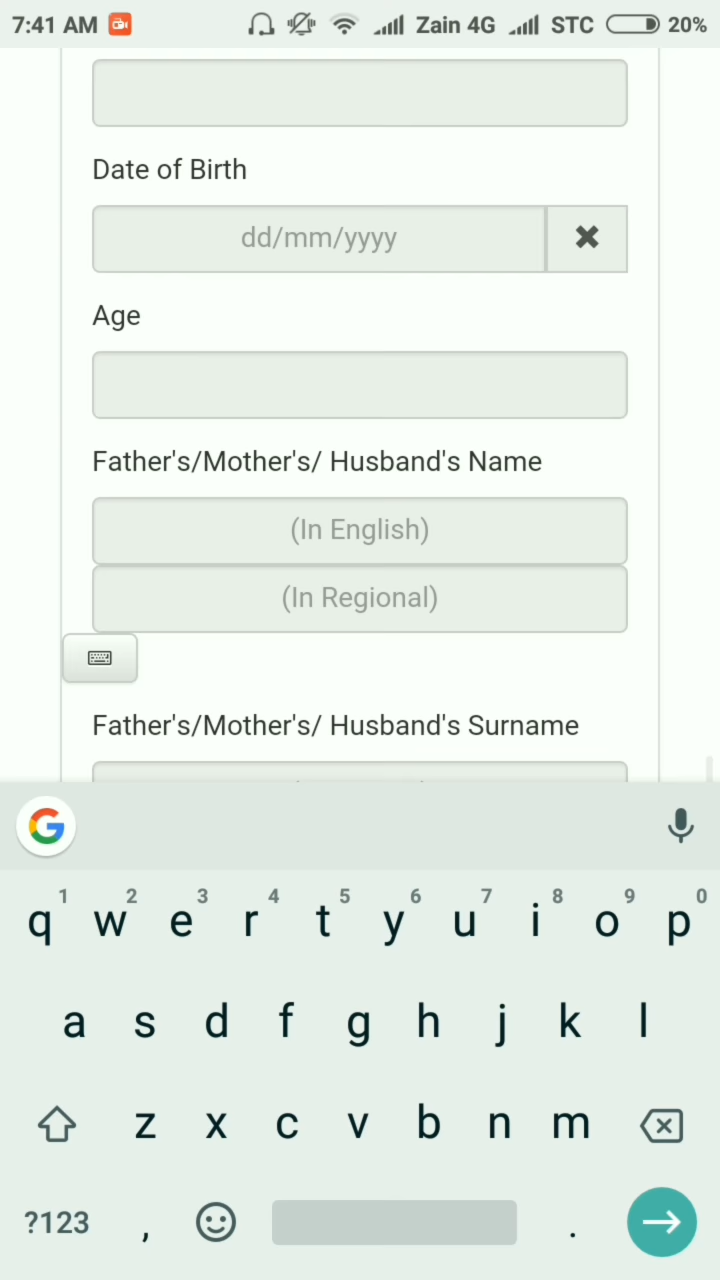 7:41 AM Zain 4G STC 20%
Date of Birth
dd/mm/yyyy
Age
Father's/Mother's/ Husband's Name
(In English)
(In Regional)
Father's/Mother's/ Husband's Surname
1 2 3 4 5 6 7 8 9 0
q w e r t y u i o p
a s d f g h j k l
z x c v b n m
?123 , .